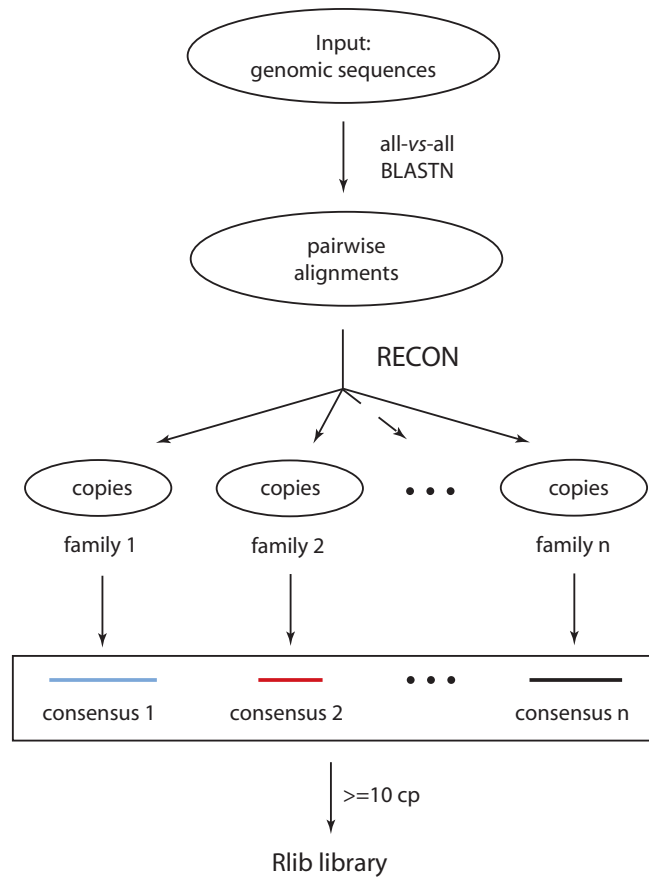 Input:
genomic sequences
all-vs-all
BLASTN
pairwise
alignments
RECON
copies copies ••• copies
family 1 family 2 family n
•••
consensus 1 consensus 2 consensus n
>=10 cp
Rlib library